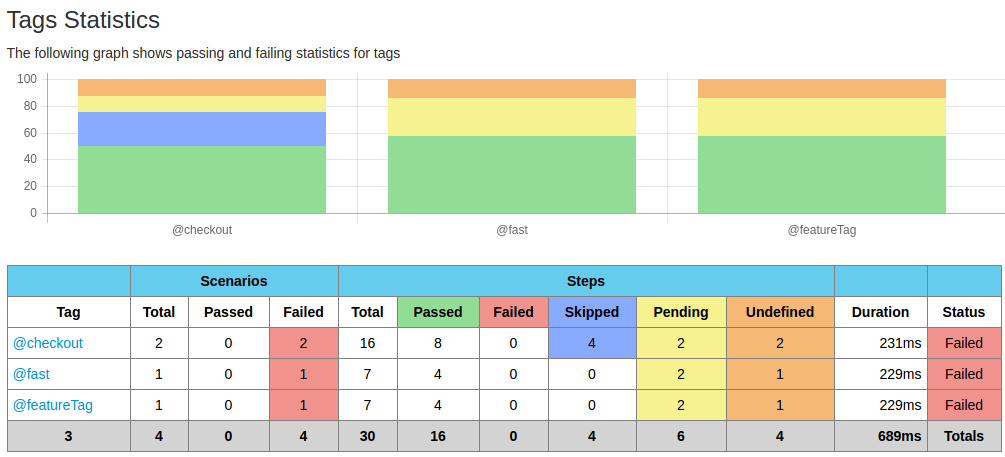 Tags Statistics
The following graph shows passing and failing statistics for tags
100
80
60
40
20
0
@checkout @fast @featureTag
Scenarios Steps
Tag Total Passed Failed Total Passed Failed Skipped Pending Undefined Duration Status
@checkout 2 0 2 16 8 0 4 2 2 231ms Failed
@fast 1 0 1 7 4 0 0 2 1 229ms Failed
@featureTag 1 0 1 7 4 0 0 2 1 229ms Failed
3 4 0 4 30 16 0 4 6 4 689ms Totals